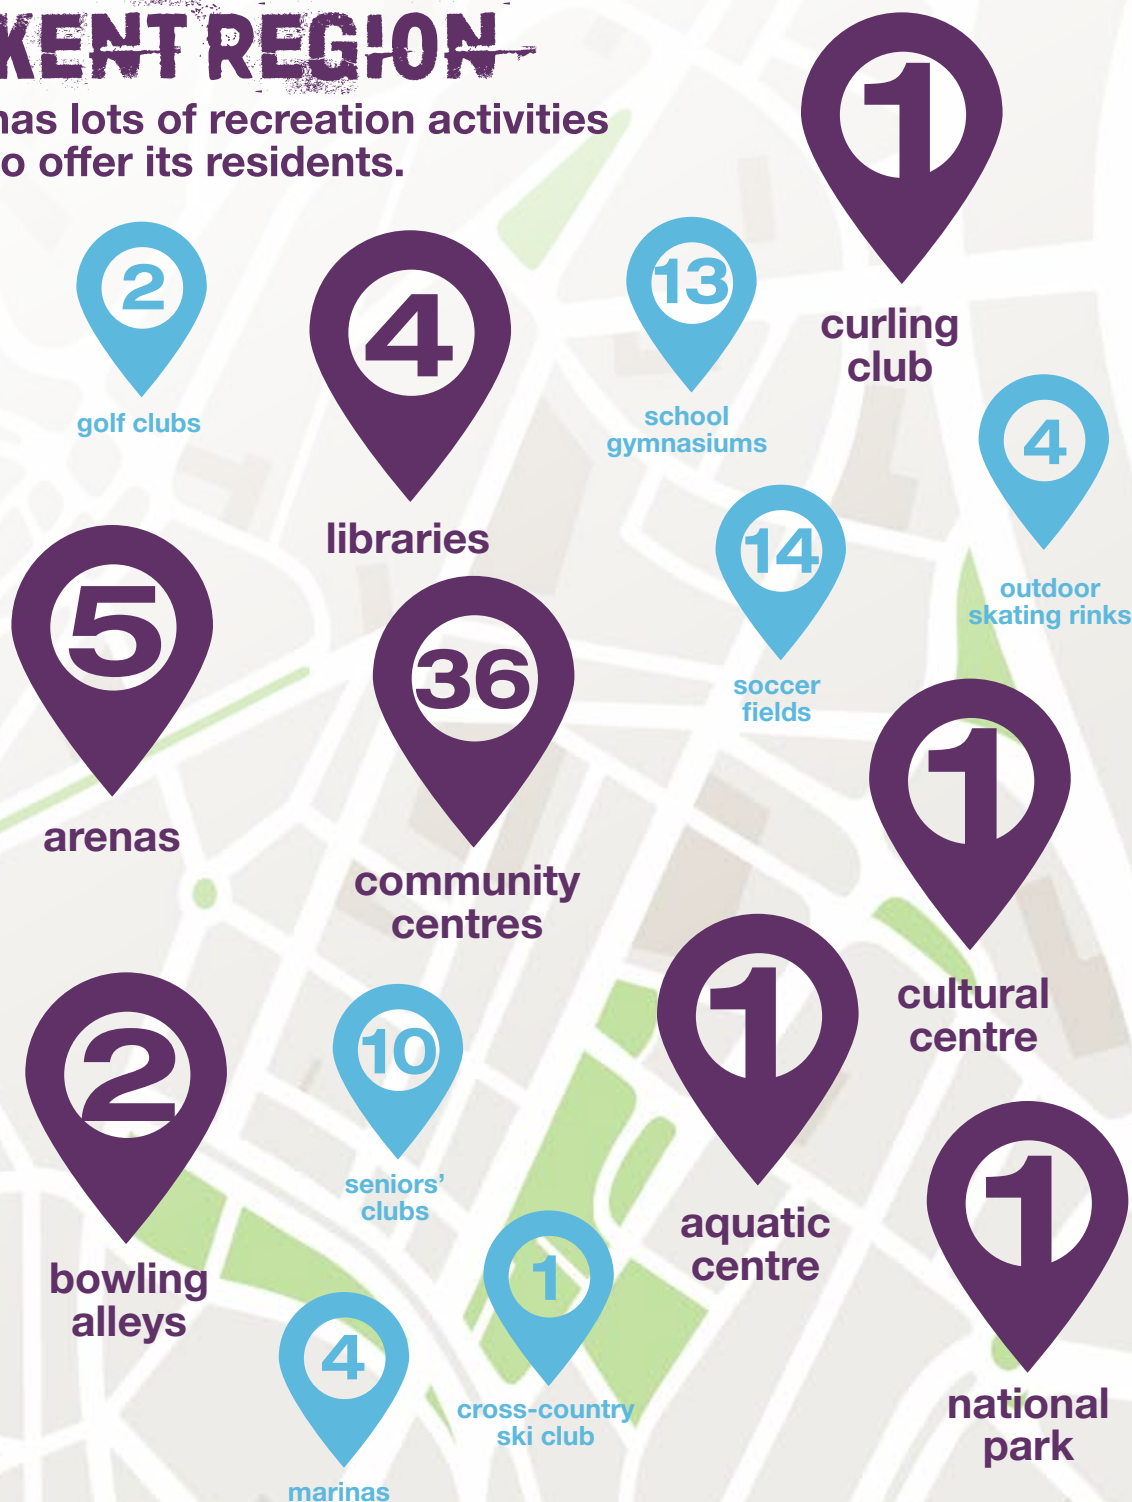 KENT REGION
has lots of recreation activities
o offer its residents.
1
curling
club
2
golf clubs
4
libraries
13
school
gymnasiums
4
outdoor
skating rinks
14
soccer
fields
5
arenas
36
community
centres
1
cultural
centre
1
aquatic
centre
2
bowling
alleys
10
seniors’
clubs
1
national
park
1
cross-country
ski club
4
marinas